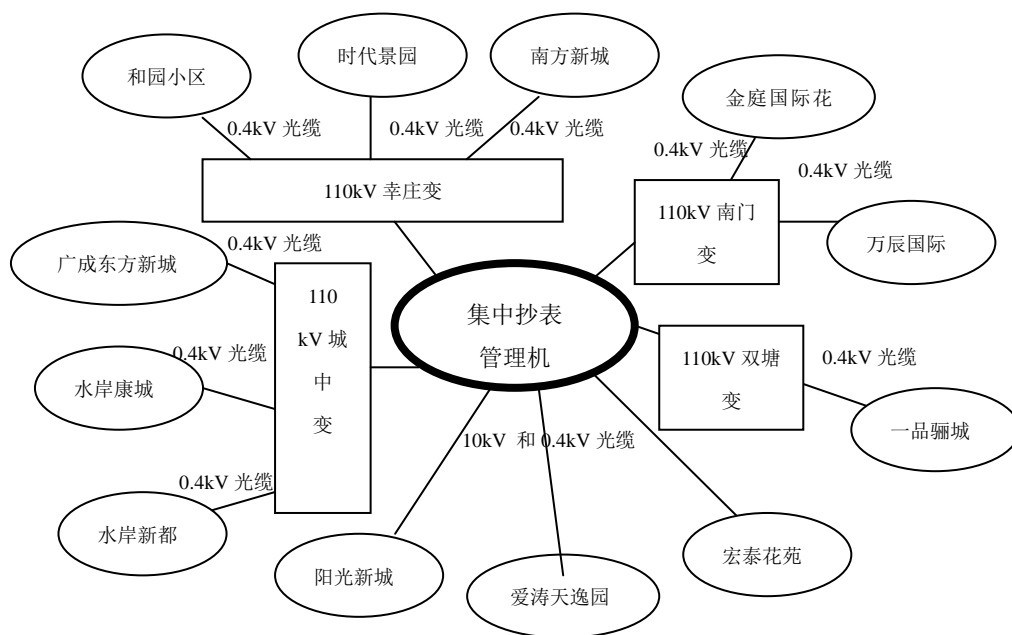 和园小区
时代景园
南方新城
金庭国际花
0.4kV 光缆
0.4kV 光缆
0.4kV 光缆
0.4kV 光缆
0.4kV 光缆
110kV 幸庄变
110kV 南门
变
万辰国际
广成东方新城
0.4kV 光缆
110
kV 城
中
变
集中抄表
管理机
0.4kV 光缆
水岸康城
110kV 双塘
变
0.4kV 光缆
一品骊城
10kV 和 0.4kV 光缆
0.4kV 光缆
水岸新都
阳光新城
爱涛天逸园
宏泰花苑